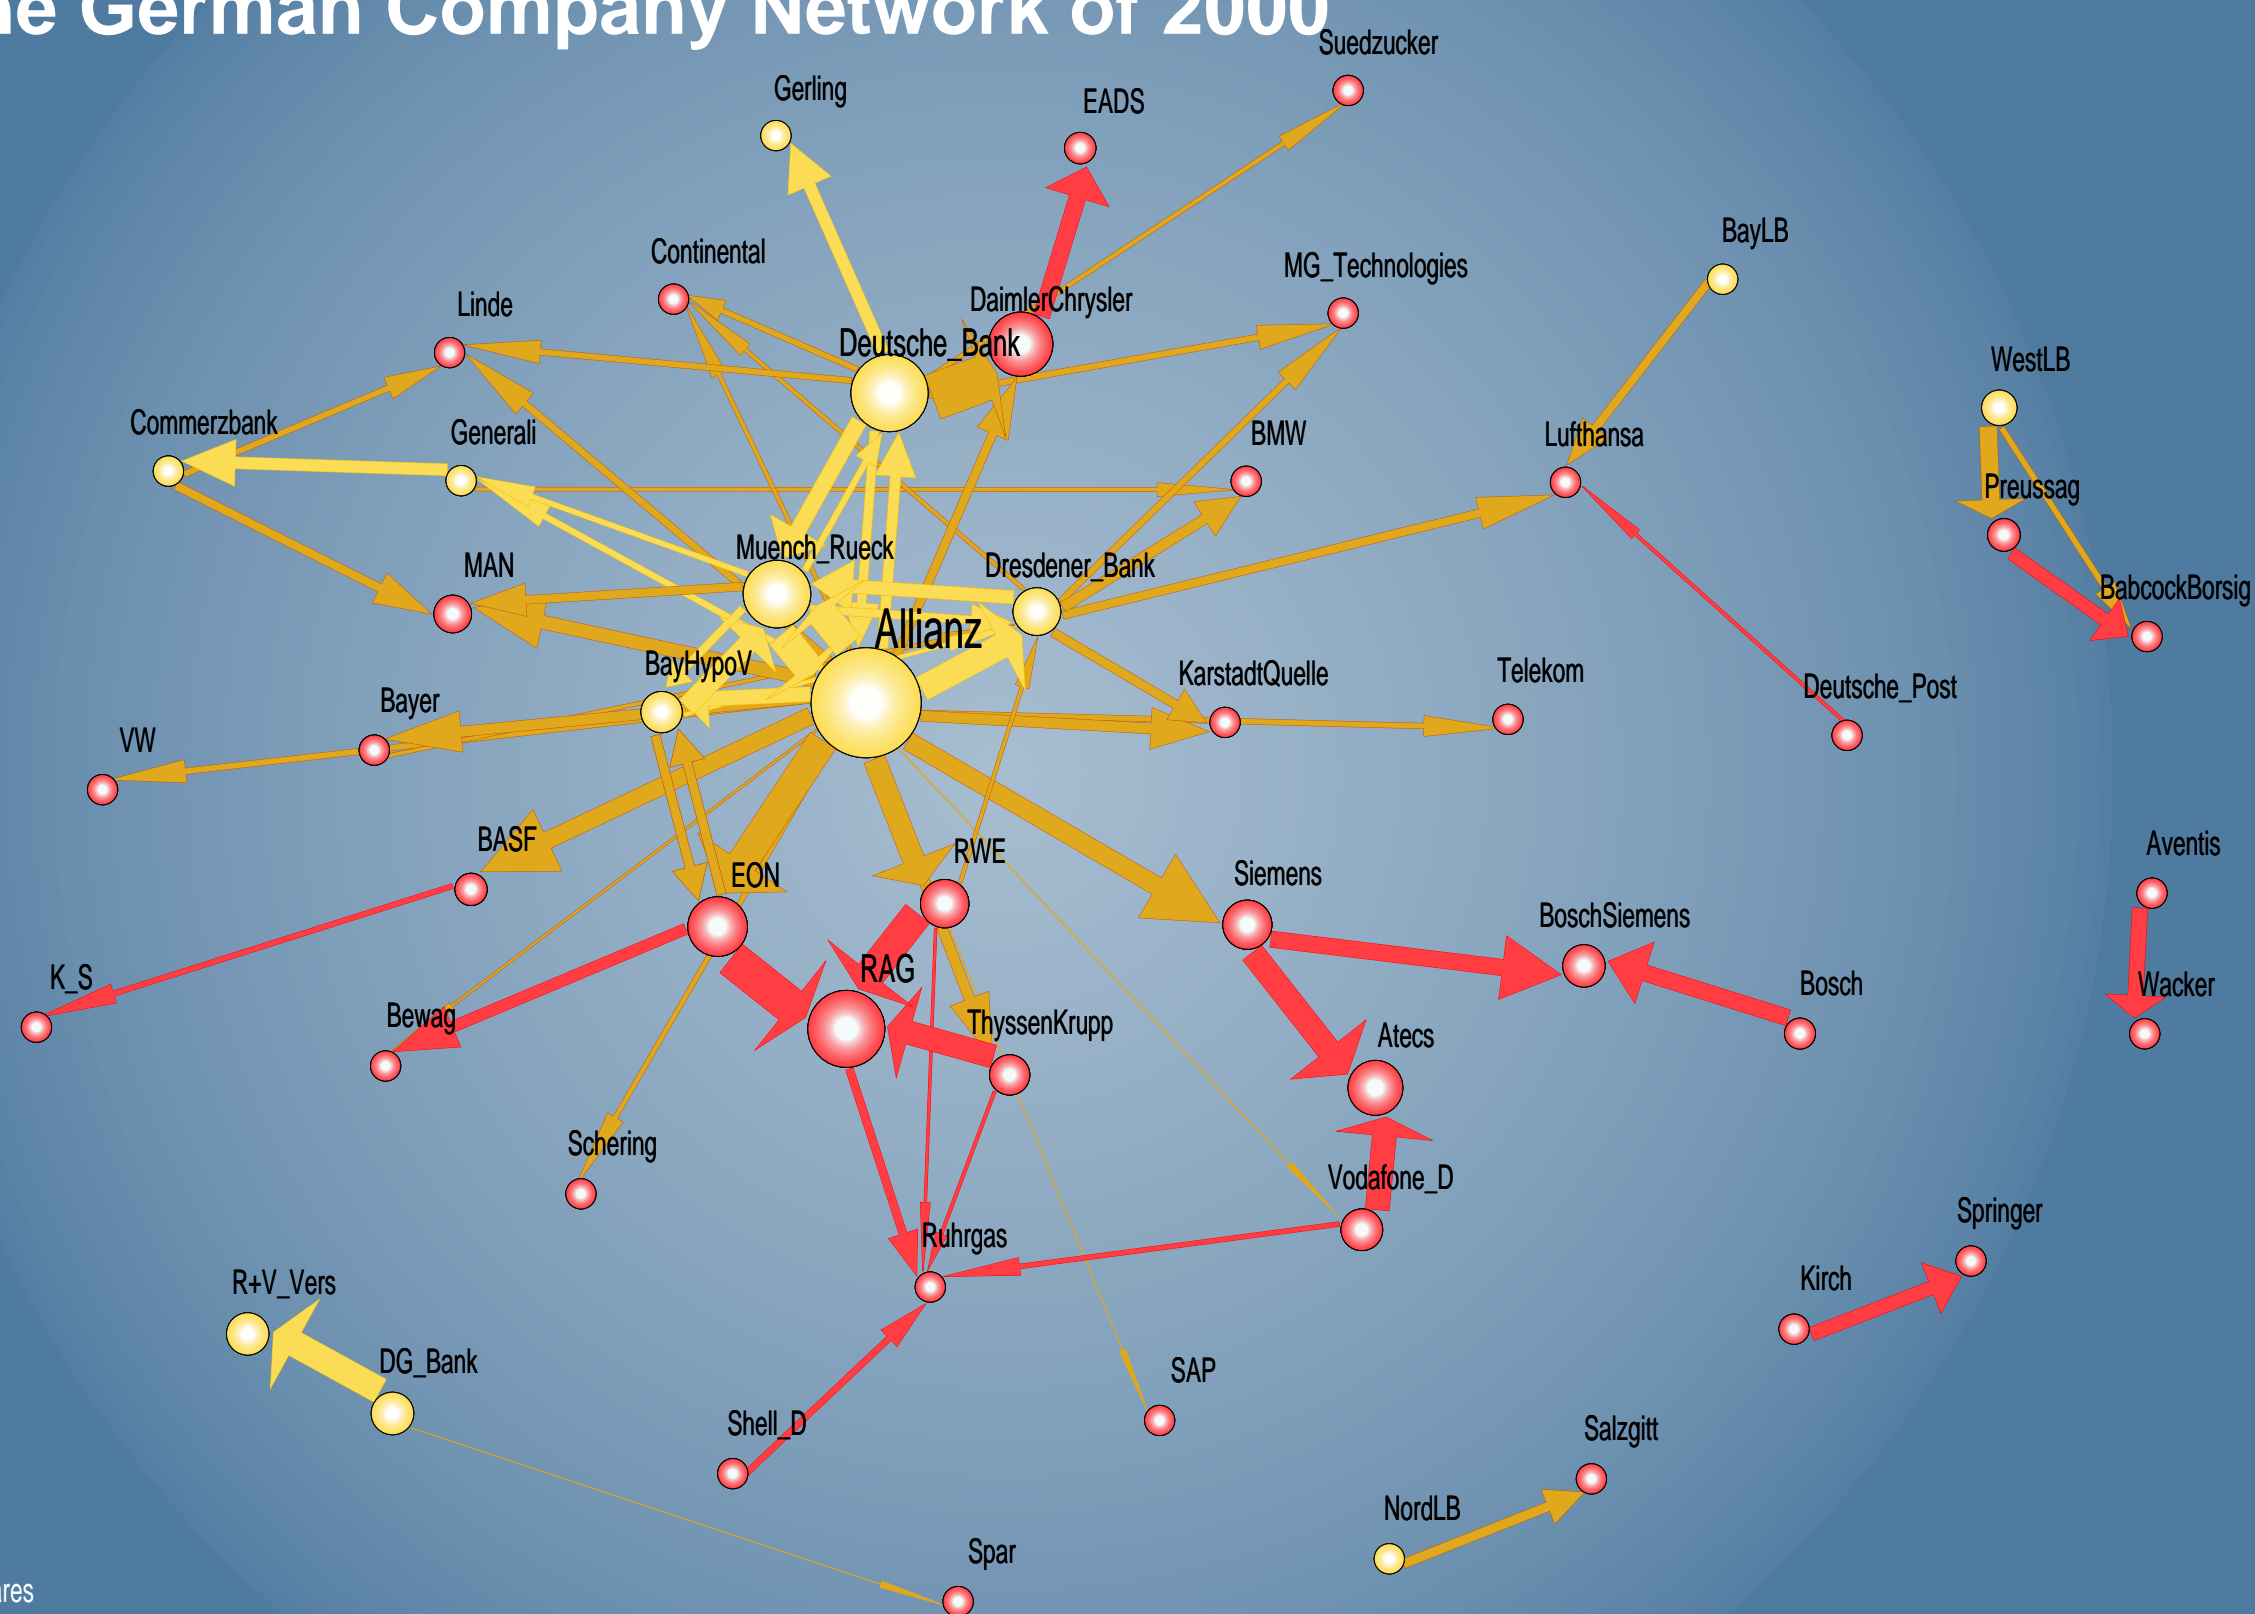 he German Company Network of 2000
Suedzucker
Gerling
EADS
BayLB
Continental
MG_Technologies
Linde
DaimlerChrysler
Deutsche_Bank
WestLB
Commerzbank
Generali
BMW
Lufthansa
Preussag
Muench_Rueck
MAN
Dresdener_Bank
BabcockBorsig
Allianz
BayHypoV
KarstadtQuelle
Telekom
Deutsche_Post
Bayer
VW
BASF
RWE
Aventis
EON
Siemens
BoschSiemens
K_S
RAG
Bosch
Wacker
Bewag
ThyssenKrupp
Atecs
Schering
Vodafone_D
Springer
Ruhrgas
R+V_Vers
Kirch
DG_Bank
SAP
Shell_D
Salzgitt
NordLB
Spar
res